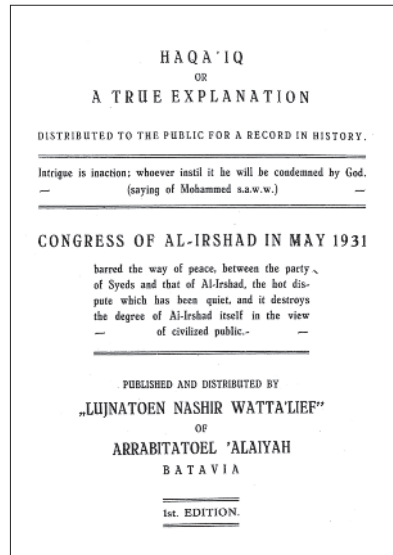 HAQA'IQ
OR
A TRUE EXPLANATION
DISTRIBUTED TO THE PUBLIC FOR A RECORD IN HISTORY.
Intrigue is inaction; whoever instil it he will be condemned by God.
— (saying of Mohammed s.a.w.w.) —
CONGRESS OF AL-IRSHAD IN MAY 1931
barred the way of peace, between the party
of Syeds and that of Al-Irshad, the hot dis-
pute which has been quiet, and it destroys
the degree of Al-Irshad itself in the view
— of civilized public.- —
PUBLISHED AND DISTRIBUTED BY
„LUJNATOEN NASHIR WATTA'LIEF"
OF
ARRABITATOEL 'ALAIYAH
BATAVIA
1st. EDITION.